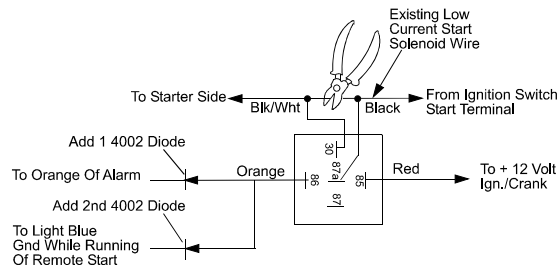 Existing Low
Current Start
Solenoid Wire
To Starter Side
Blk/Wht
Black
From Ignition Switch
Start Terminal
Add 1 4002 Diode
30
87a
Orange
86
85
Red
To + 12 Volt
Ign./Crank
To Orange Of Alarm
87
Add 2nd 4002 Diode
To Light Blue
Gnd While Running
Of Remote Start